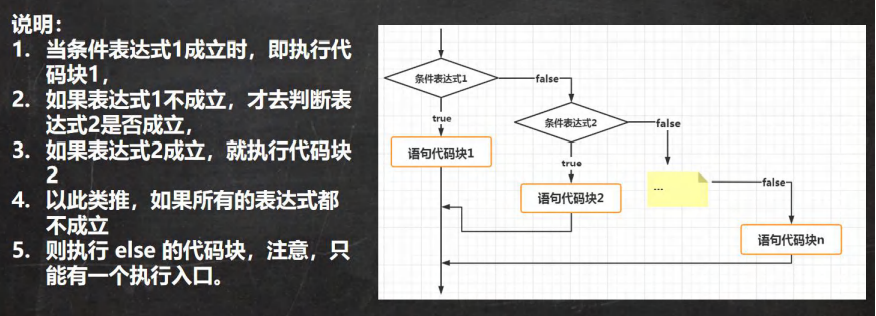 说明：
1. 当条件表达式1成立时，即执行代
码块1，
2. 如果表达式1不成立，才去判断表
达式2是否成立，
3. 如果表达式2成立，就执行代码块
2
4. 以此类推，如果所有的表达式都
不成立
5. 则执行 else 的代码块，注意，只
能有一个执行入口。
条件表达式1
false
true
条件表达式2
false
语句代码块1
true
...
false
语句代码块2
语句代码块n